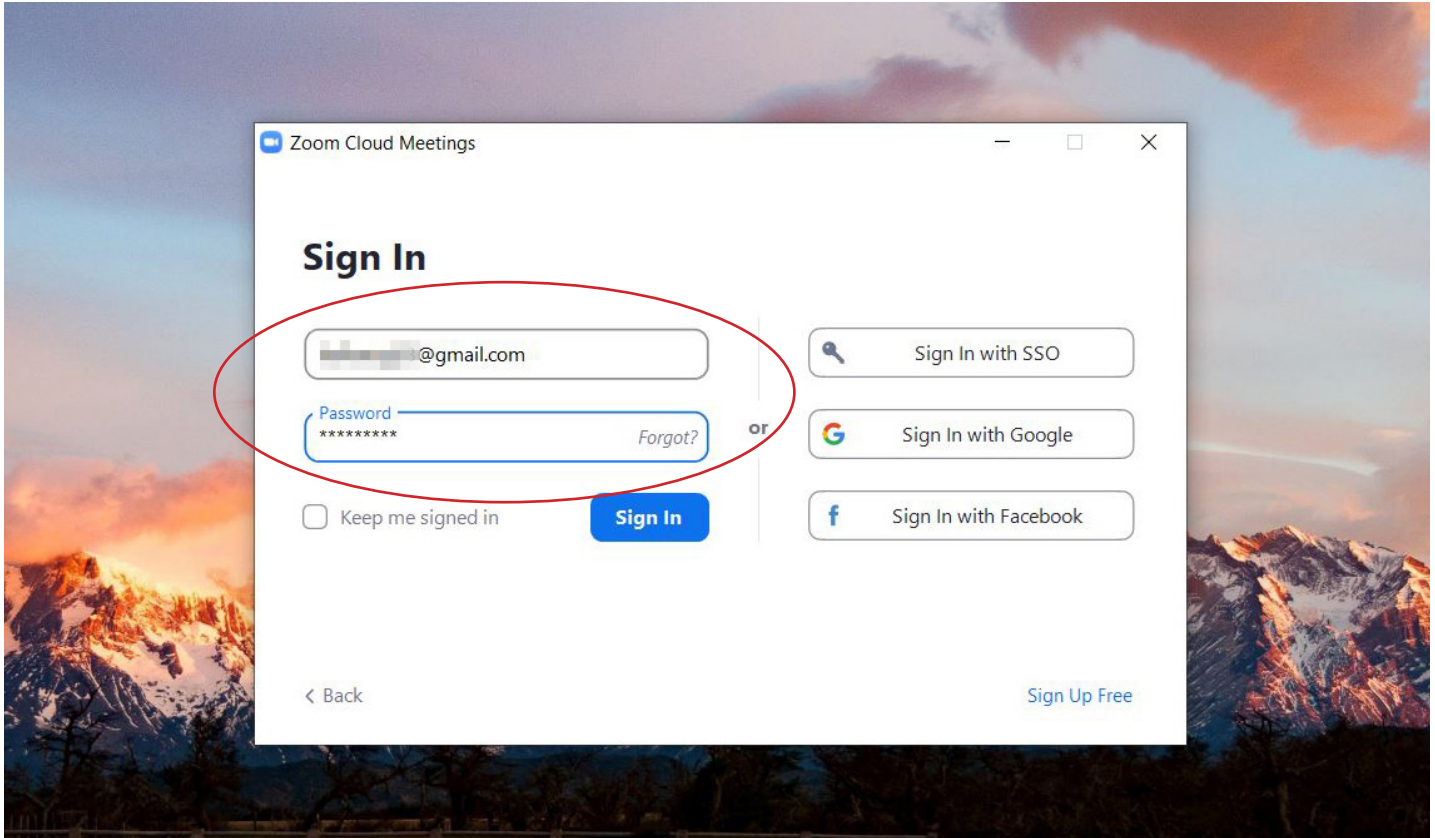 Zoom Cloud Meetings
Sign In
@gmail.com
Password
*********
Forgot?
Keep me signed in
Sign In
or
Sign In with SSO
Sign In with Google
Sign In with Facebook
< Back
Sign Up Free